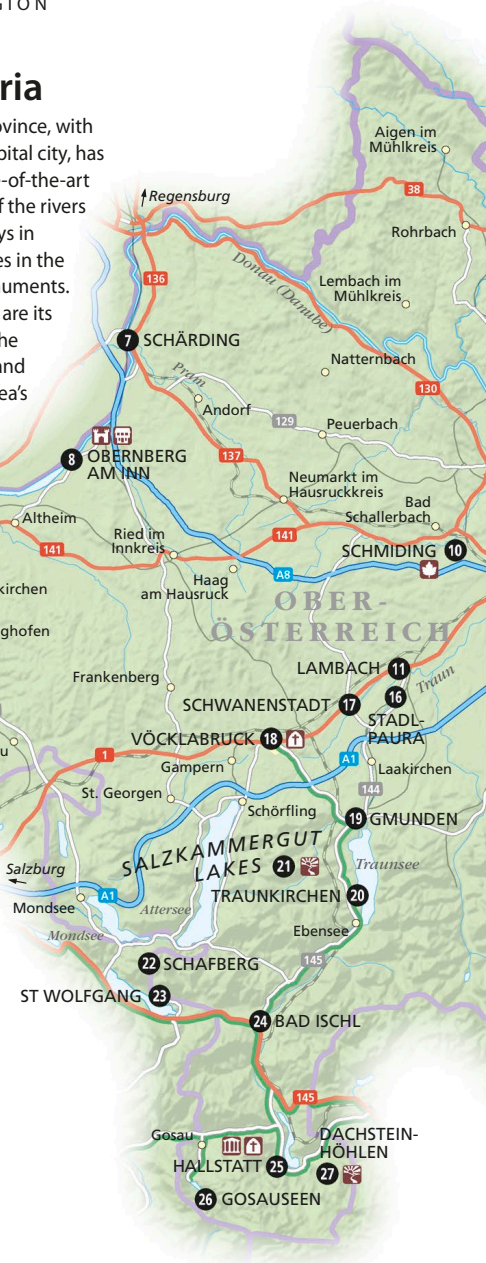 GTON
ria
ovince, with
pital city, has
-of-the-art
f the rivers
ys in
es in the
uments.
are its
he
and
ea's
Aigen im
Mühlkreis
Regensburg
38
Rohrbach
136
Donau (Danube)
Lembach im
Mühlkreis
7 SCHÄRDING
Natternbach
Pram
130
Andorf
129
Peuerbach
8 OBERNBERG
AM INN
137
Neumarkt im
Hausruckkreis
Bad
Schallerbach
Altheim
141
Ried im
Innkreis
141
SCHMIDING 10
A8
Haag
am Hausruck
kirchen
OBER-
ÖSTERREICH
ghofen
LAMBACH 11
Traun
Frankenberg
16
STADL-
PAURA
SCHWANENSTADT 17
VÖCKLABRUCK 18
u
1
Gampern
A1
Laakirchen
St. Georgen
144
Schörfling
19 GMUNDEN
SALZKAMMERGUT
LAKES 21
Traunsee
Salzburg
A1
TRAUNKIRCHEN 20
Mondsee
Attersee
Ebensee
Mondsee
145
22 SCHAFBERG
ST WOLFGANG 23
24 BAD ISCHL
145
Gosau
DACHSTEIN-
HÖHLEN
27
HALLSTATT 25
26 GOSAUSEEN